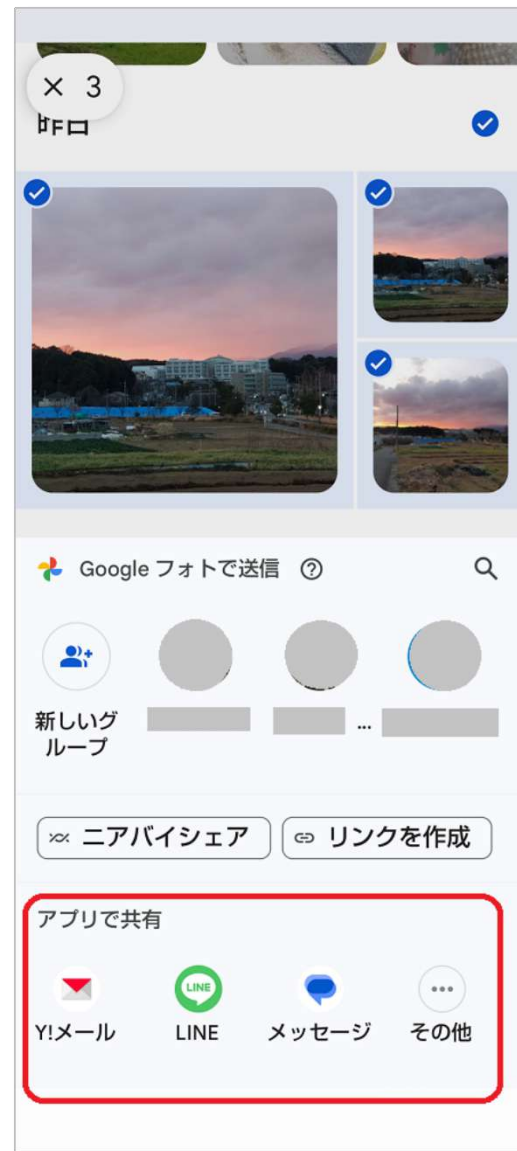 × 3
昨日
Google フォトで送信
新しいグ
ループ
...
ニアバイシェア
リンクを作成
アプリで共有
LINE
Y!メール
LINE
メッセージ
その他